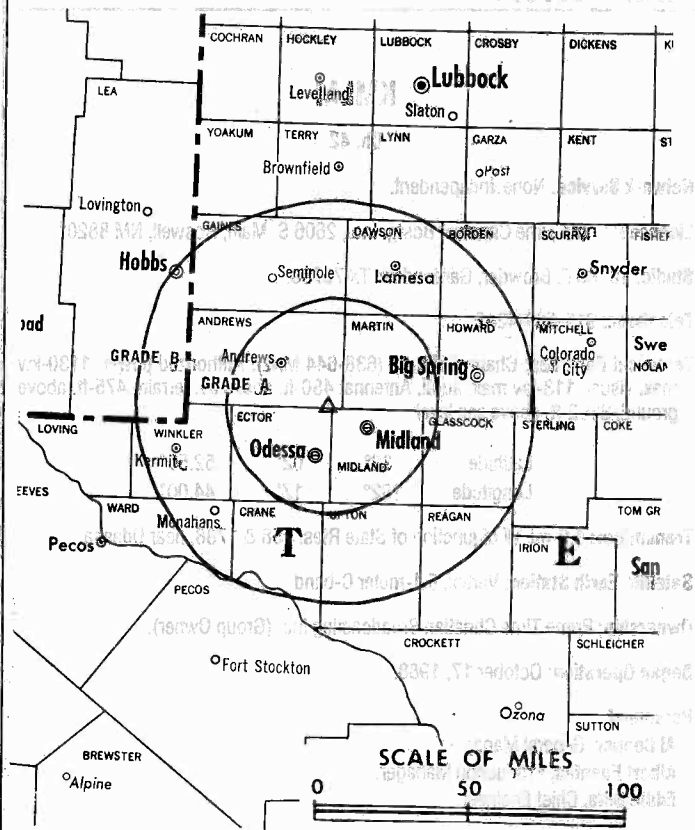 COCHRAN HOCKLEY LUBBOCK CROSBY DICKENS
LEA
Levelland Lubbock
Slaton
YOAKUM TERRY LYNN GARZA KENT
Brownfield Post
Lovington
GAINES DAWSON BORDEN SCURRY FISHER
Hobbs Seminole Lamesa Snyder
ANDREWS MARTIN HOWARD MITCHELL
Colorado City
GRADE B Andrews Big Spring NOLAN
GRADE A
LOVING WINKLER ECTOR GLASSCOCK STERLING COKE
Kermit Odessa Midland
MIDLAND
EEVES WARD CRANE UPTON REAGAN TOM GR
Monahans
Pecos T IRION E San
PECOS
CROCKETT SCHLEICHER
Fort Stockton
Ozona
SUTTON
BREWSTER
Alpine
SCALE OF MILES
0 50 100